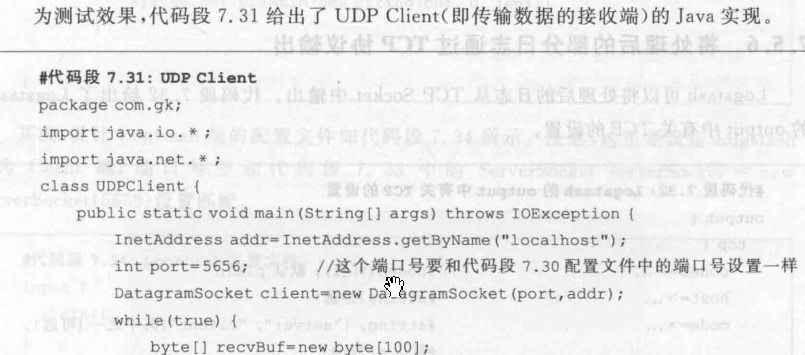 为测试效果,代码段 7.31 给出了 UDP Client(即传输数据的接收端)的 Java 实现。
#代码段 7.31: UDP Client
package com.gk;
import java.io.*;
import java.net.*;
class UDPClient {
public static void main(String[] args) throws IOException {
InetAddress addr=InetAddress.getByName("localhost");
int port=5656; //这个端口号要和代码段 7.30 配置文件中的端口号设置一样
DatagramSocket client=new DatagramSocket(port,addr);
while(true) {
byte[] recvBuf=new byte[100];